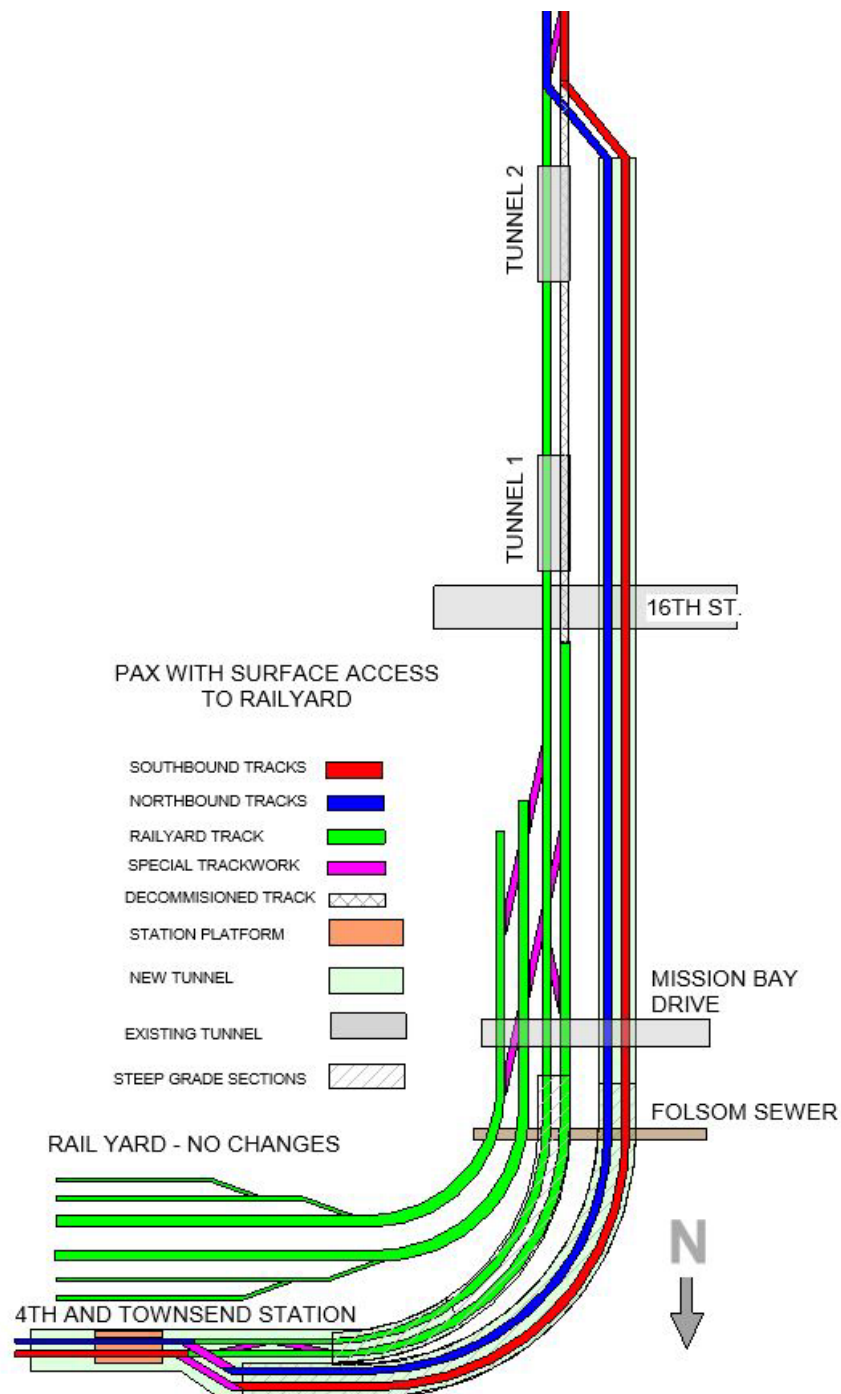 TUNNEL 2
TUNNEL 1
16TH ST.
PAX WITH SURFACE ACCESS
TO RAILYARD
SOUTHBOUND TRACKS
NORTHBOUND TRACKS
RAILYARD TRACK
SPECIAL TRACKWORK
DECOMMISIONED TRACK
STATION PLATFORM
NEW TUNNEL
EXISTING TUNNEL
STEEP GRADE SECTIONS
MISSION BAY
DRIVE
FOLSOM SEWER
RAIL YARD - NO CHANGES
N
4TH AND TOWNSEND STATION